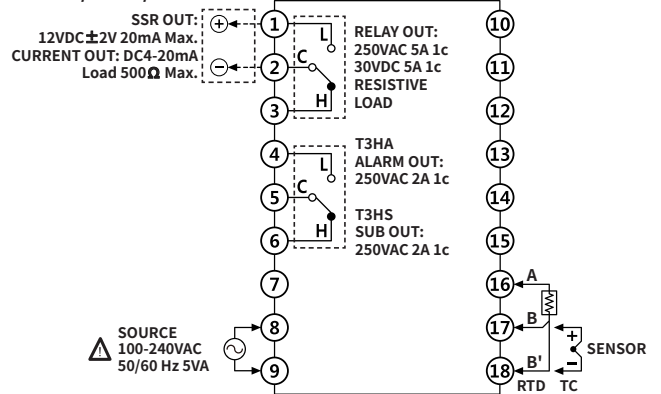 SSR OUT:
12VDC±2V 20mA Max.
CURRENT OUT: DC4-20mA
Load 500Ω Max.
+
−
1
2
3
L
C
H
RELAY OUT:
250VAC 5A 1c
30VDC 5A 1c
RESISTIVE
LOAD
4
5
6
L
C
H
T3HA
ALARM OUT:
250VAC 2A 1c
T3HS
SUB OUT:
250VAC 2A 1c
7
8
9
SOURCE
100-240VAC
50/60 Hz 5VA
!
10
11
12
13
14
15
16
17
18
A
B
B'
+
-
SENSOR
RTD TC